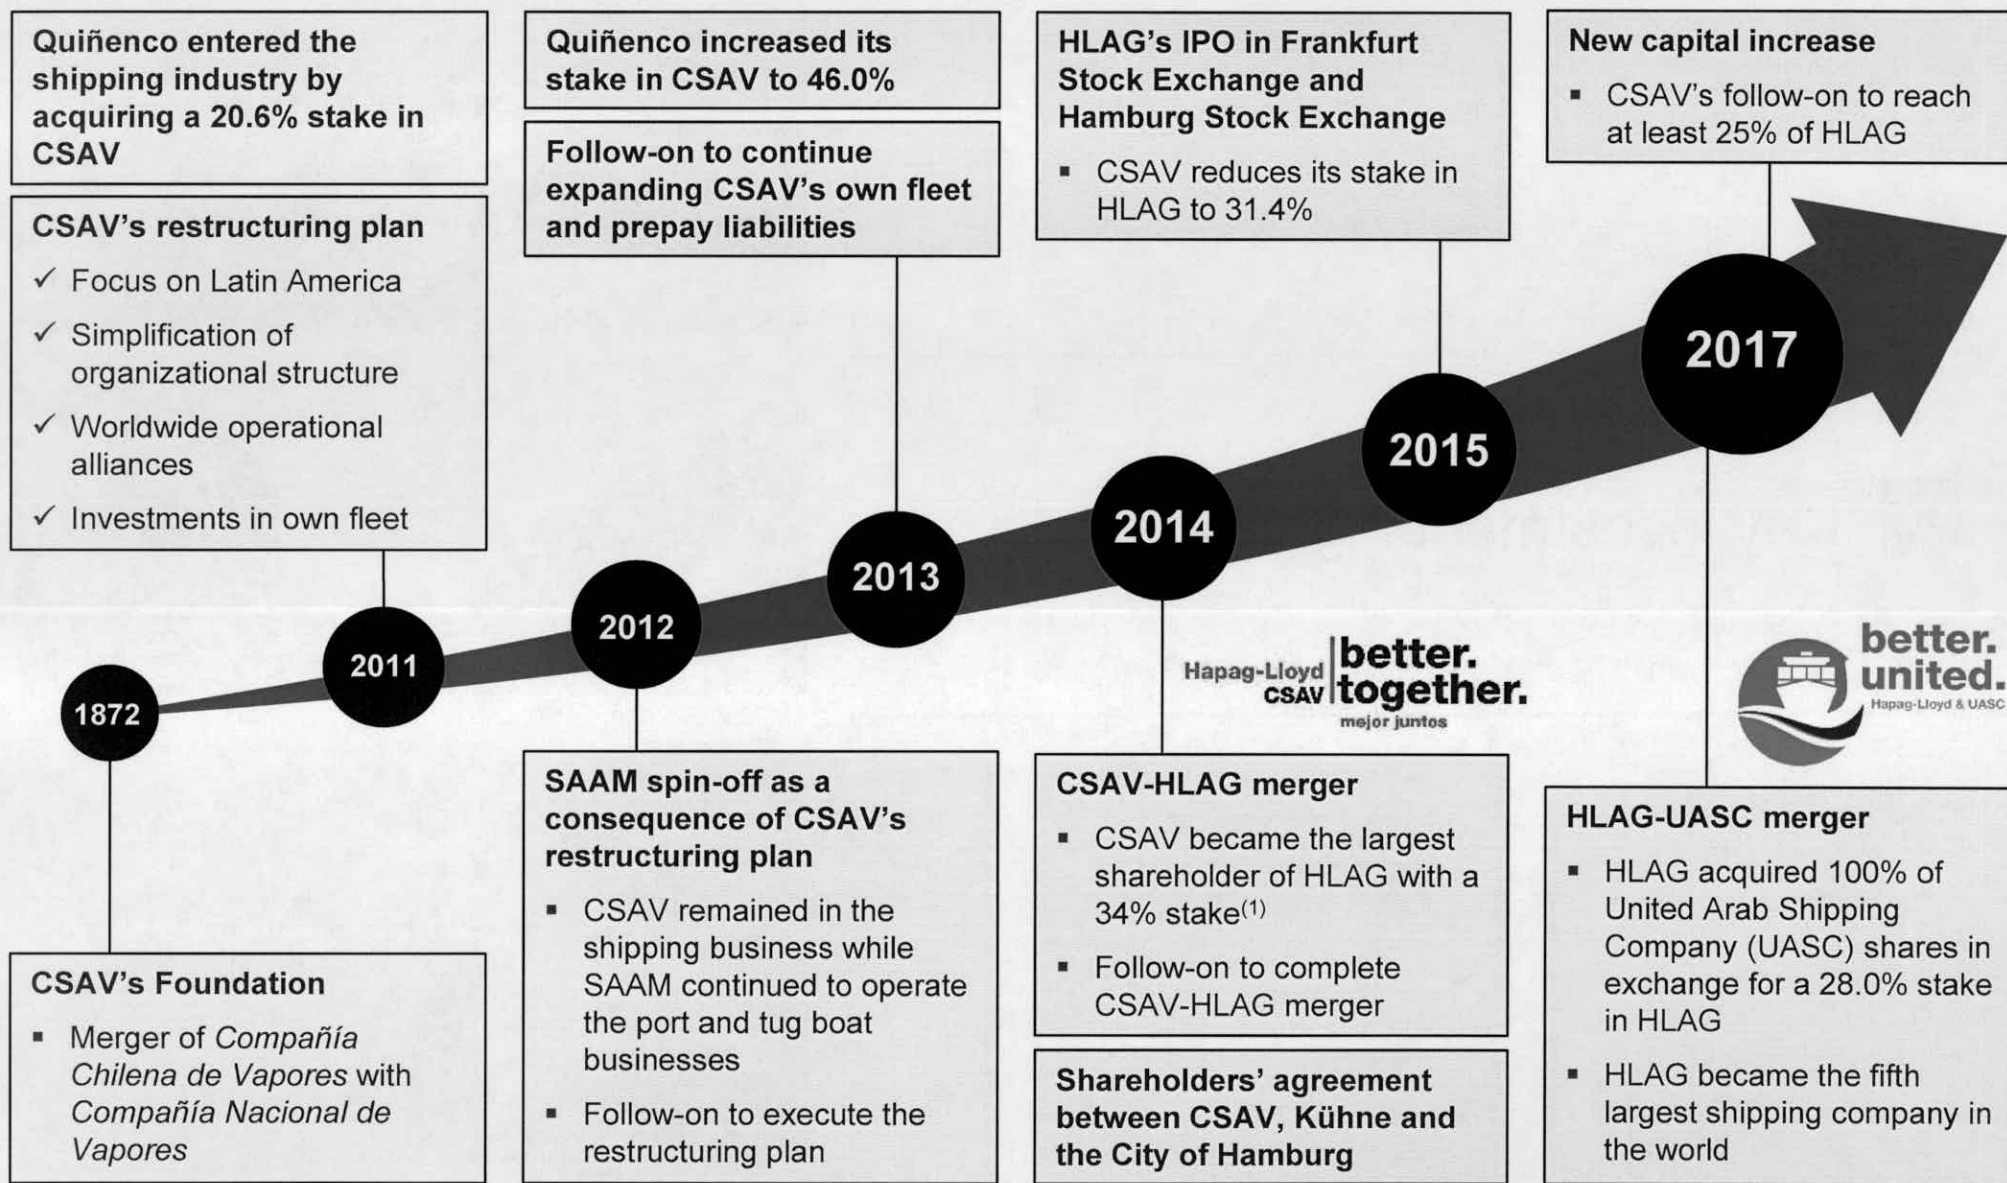 Quiñenco entered the
shipping industry by
acquiring a 20.6% stake in
CSAV
CSAV's restructuring plan
✓ Focus on Latin America
✓ Simplification of
organizational structure
✓ Worldwide operational
alliances
✓ Investments in own fleet
Quiñenco increased its
stake in CSAV to 46.0%
Follow-on to continue
expanding CSAV's own fleet
and prepay liabilities
HLAG's IPO in Frankfurt
Stock Exchange and
Hamburg Stock Exchange
▪ CSAV reduces its stake in
HLAG to 31.4%
New capital increase
▪ CSAV's follow-on to reach
at least 25% of HLAG
1872
2011
2012
2013
2014
2015
2017
Hapag-Lloyd
CSAV
better.
together.
mejor juntos
better.
united.
Hapag-Lloyd & UASC
CSAV's Foundation
▪ Merger of Compañía
Chilena de Vapores with
Compañía Nacional de
Vapores
SAAM spin-off as a
consequence of CSAV's
restructuring plan
▪ CSAV remained in the
shipping business while
SAAM continued to operate
the port and tug boat
businesses
▪ Follow-on to execute the
restructuring plan
CSAV-HLAG merger
▪ CSAV became the largest
shareholder of HLAG with a
34% stake(1)
▪ Follow-on to complete
CSAV-HLAG merger
Shareholders' agreement
between CSAV, Kühne and
the City of Hamburg
HLAG-UASC merger
▪ HLAG acquired 100% of
United Arab Shipping
Company (UASC) shares in
exchange for a 28.0% stake
in HLAG
▪ HLAG became the fifth
largest shipping company in
the world